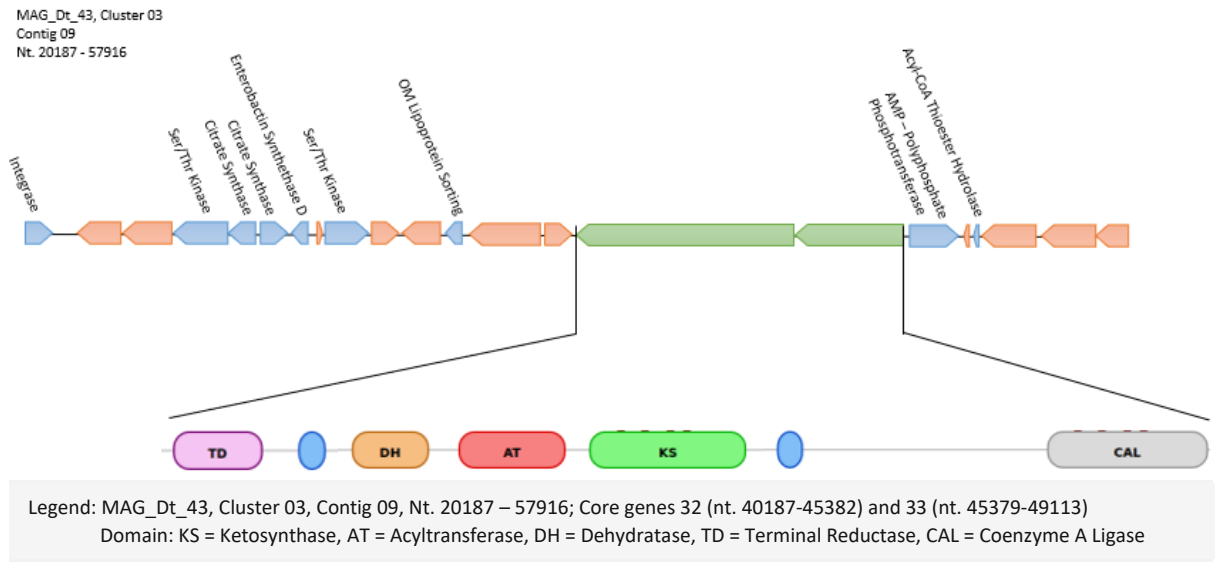 MAG_Dt_43, Cluster 03
Contig 09
Nt. 20187 - 57916
Integrase
Ser/Thr Kinase
Citrate Synthase
Citrate Synthase
Enterobactin Synthethase D
Ser/Thr Kinase
OM Lipoprotein Sorting
AMP – Polyphosphate
Phosphotransferase
Acyl-CoA Thioester Hydrolase
TD
DH
AT
KS
CAL
Legend: MAG_Dt_43, Cluster 03, Contig 09, Nt. 20187 – 57916; Core genes 32 (nt. 40187-45382) and 33 (nt. 45379-49113)
Domain: KS = Ketosynthase, AT = Acyltransferase, DH = Dehydratase, TD = Terminal Reductase, CAL = Coenzyme A Ligase